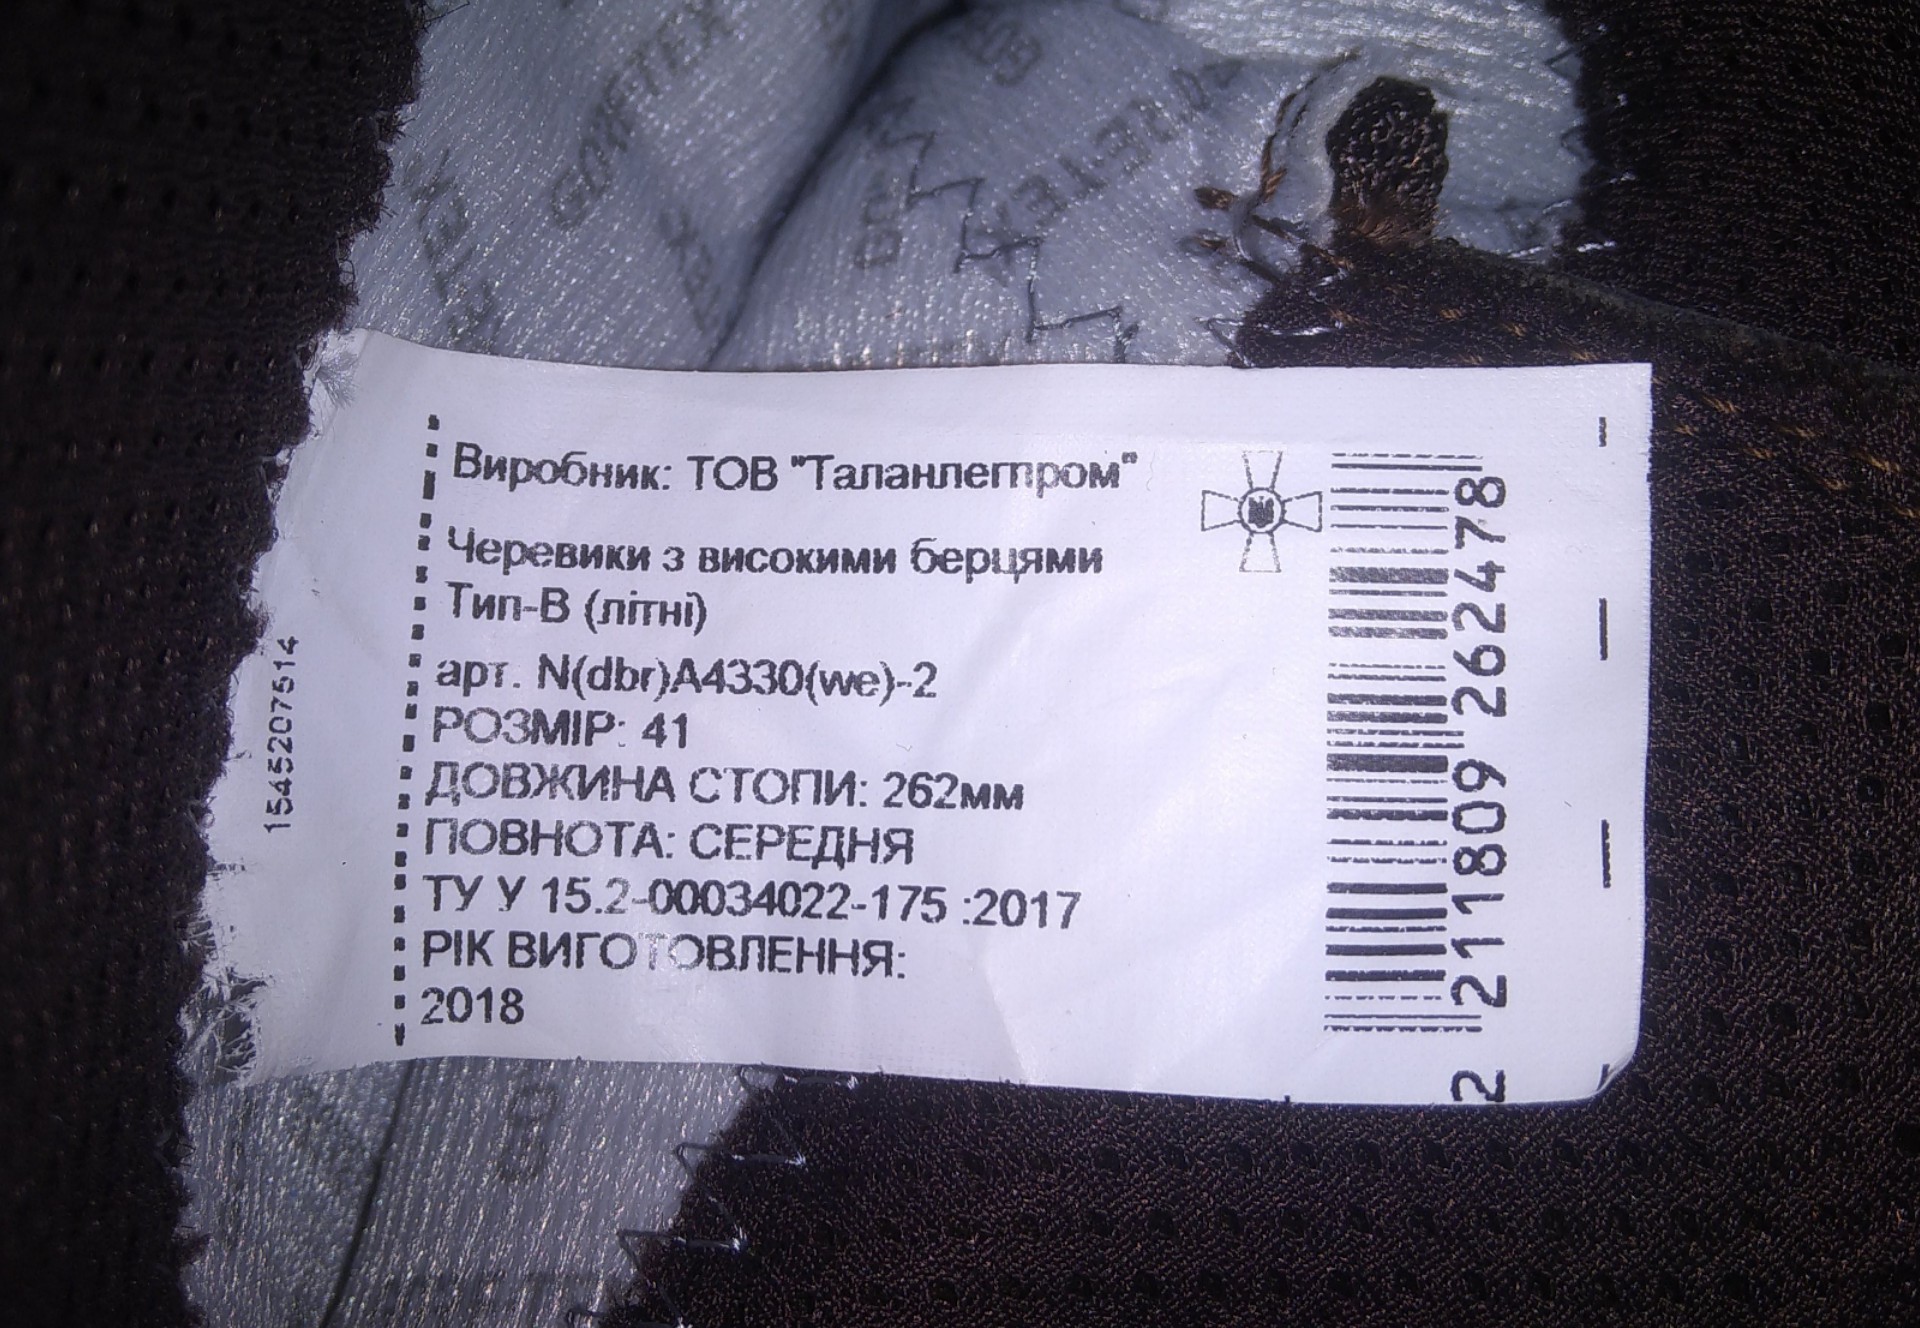 GORETEX
Виробник: ТОВ "Таланлегпром"
Черевики з високими берцями
Тип-В (літні)
арт. N(dbr)A4330(we)-2
РОЗМІР: 41
ДОВЖИНА СТОПИ: 262мм
ПОВНОТА: СЕРЕДНЯ
ТУ У 15.2-00034022-175 :2017
РІК ВИГОТОВЛЕННЯ:
2018
1545207514
2 211809 262478